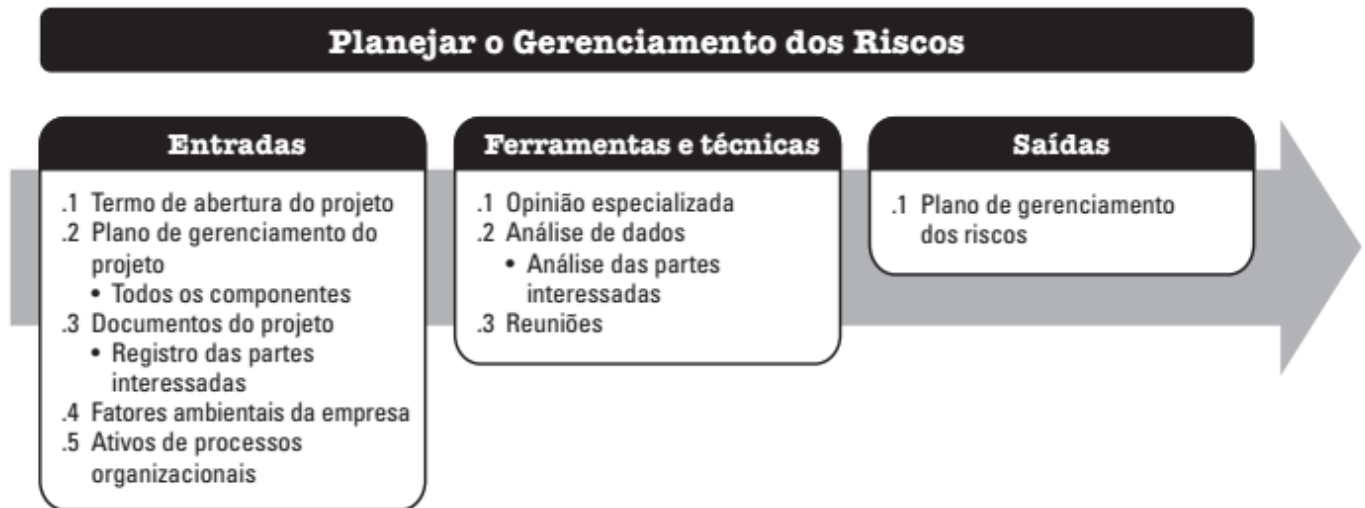 Planejar o Gerenciamento dos Riscos
Entradas
.1 Termo de abertura do projeto
.2 Plano de gerenciamento do
projeto
• Todos os componentes
.3 Documentos do projeto
• Registro das partes
interessadas
.4 Fatores ambientais da empresa
.5 Ativos de processos
organizacionais
Ferramentas e técnicas
.1 Opinião especializada
.2 Análise de dados
• Análise das partes
interessadas
.3 Reuniões
Saídas
.1 Plano de gerenciamento
dos riscos